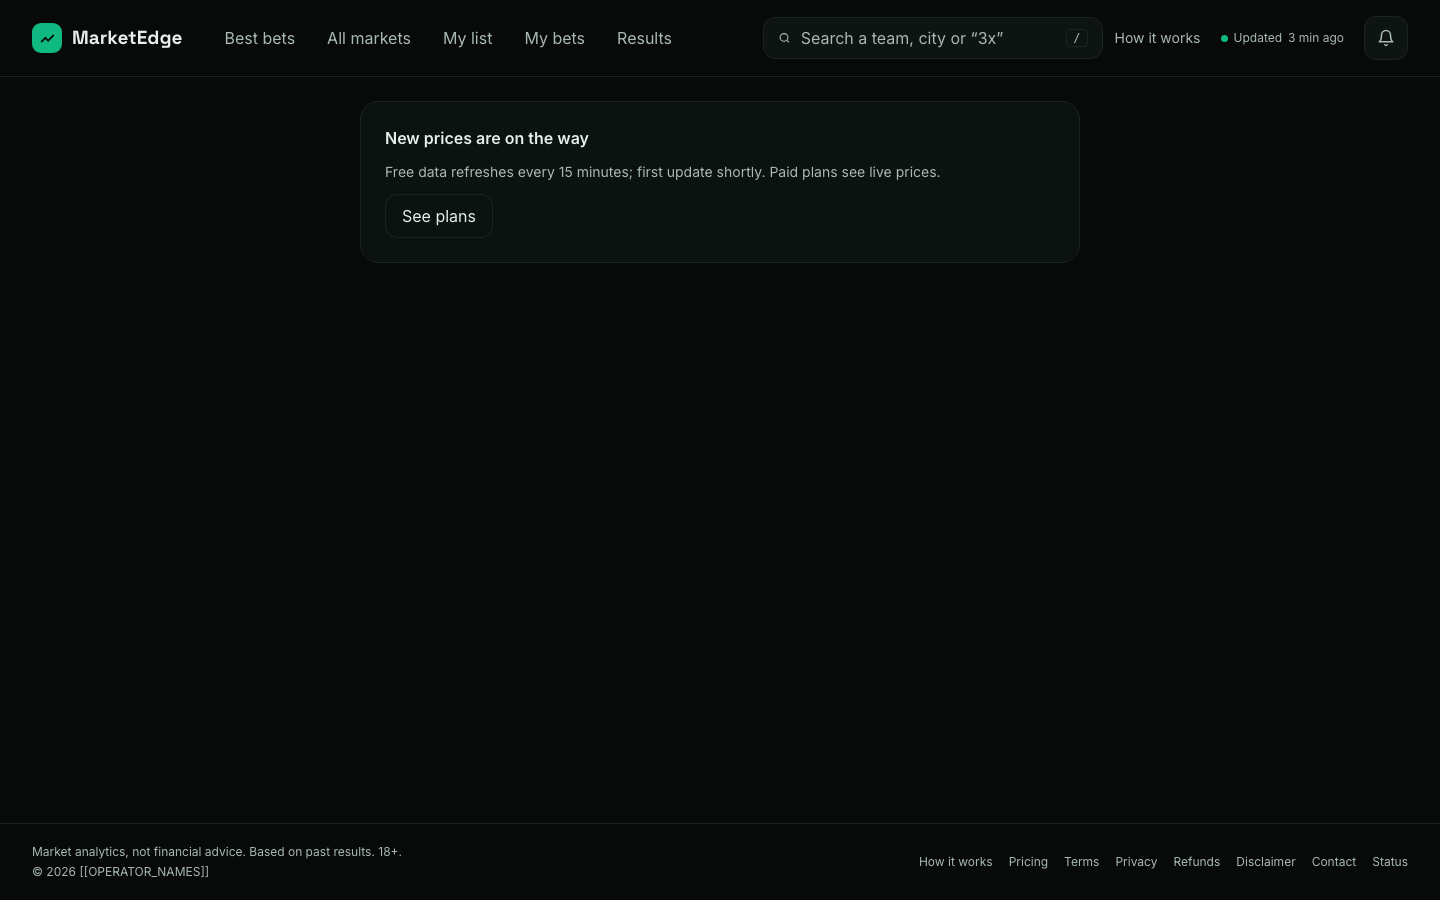 MarketEdge
Best bets
All markets
My list
My bets
Results
Search a team, city or “3x”
/
How it works
Updated 3 min ago
New prices are on the way
Free data refreshes every 15 minutes; first update shortly. Paid plans see live prices.
See plans
Market analytics, not financial advice. Based on past results. 18+.
© 2026 [[OPERATOR_NAMES]]
How it works
Pricing
Terms
Privacy
Refunds
Disclaimer
Contact
Status